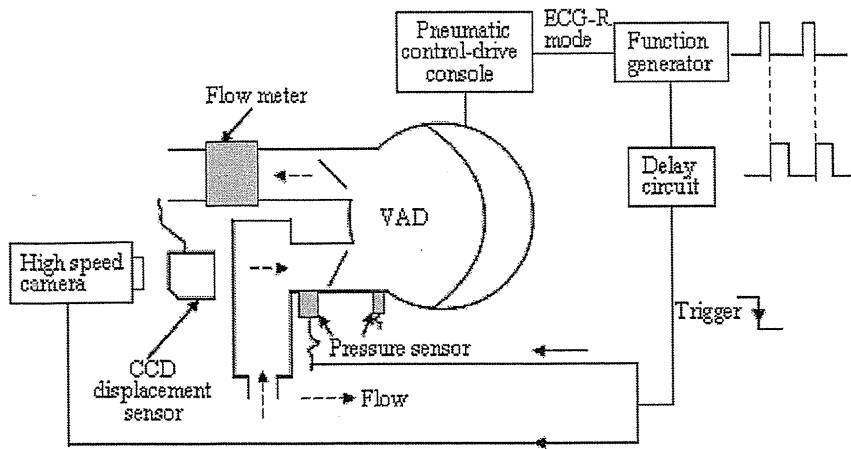 Pneumatic
control-drive
console
ECG-R
mode
Function
generator
Flow meter
Delay
circuit
VAD
High speed
camera
Trigger
Pressure sensor
CCD
displacement
sensor
Flow